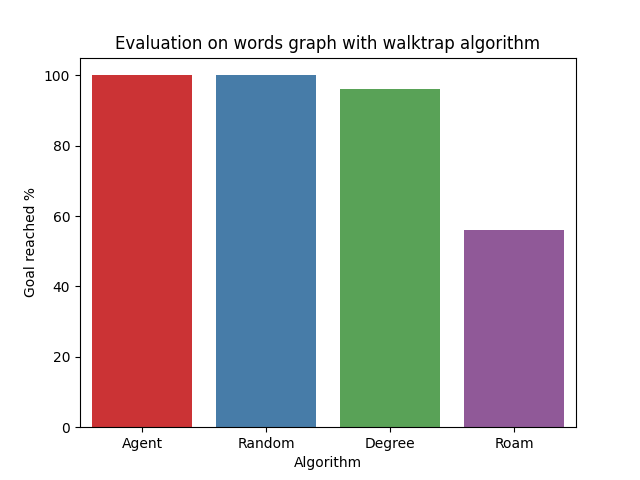 Evaluation on words graph with walktrap algorithm
100
80
60
40
20
0
Goal reached %
Agent
Random
Degree
Roam
Algorithm